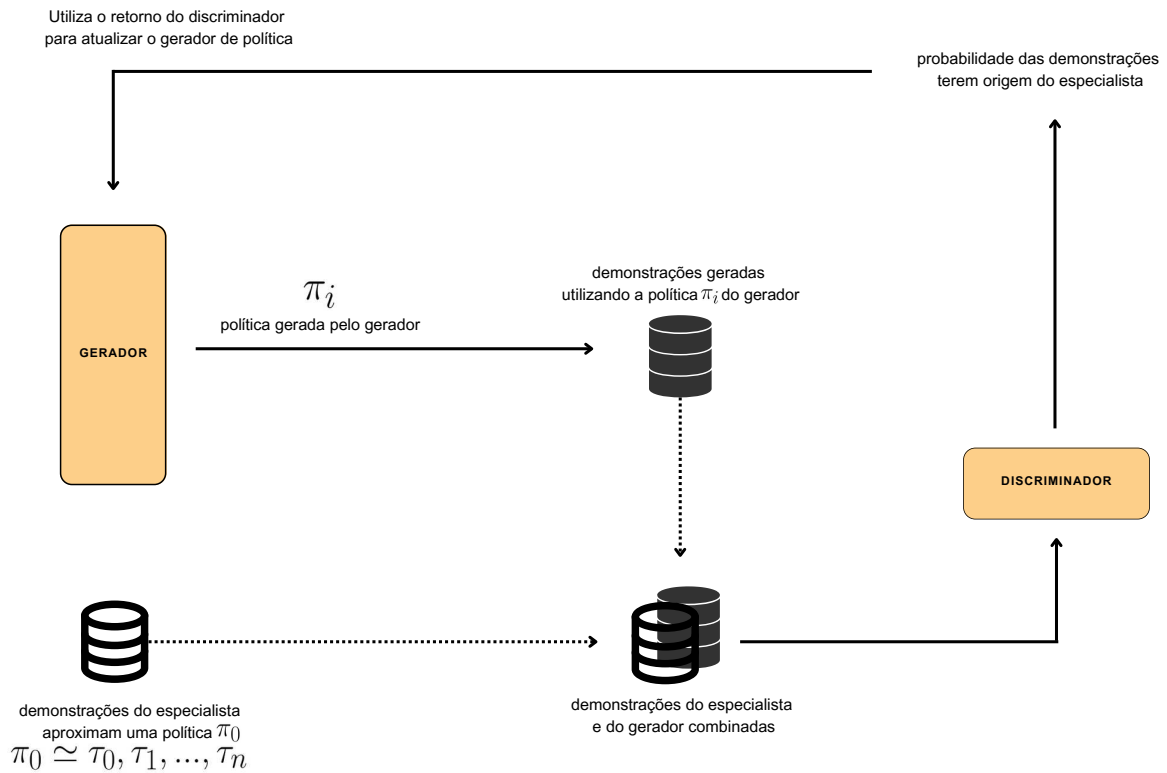 Utiliza o retorno do discriminador
para atualizar o gerador de política
probabilidade das demonstrações
terem origem do especialista
π_i
política gerada pelo gerador
demonstrações geradas
utilizando a política π_i do gerador
GERADOR
DISCRIMINADOR
demonstrações do especialista
aproximam uma política π_0
π_0 ≃ τ_0, τ_1, ..., τ_n
demonstrações do especialista
e do gerador combinadas